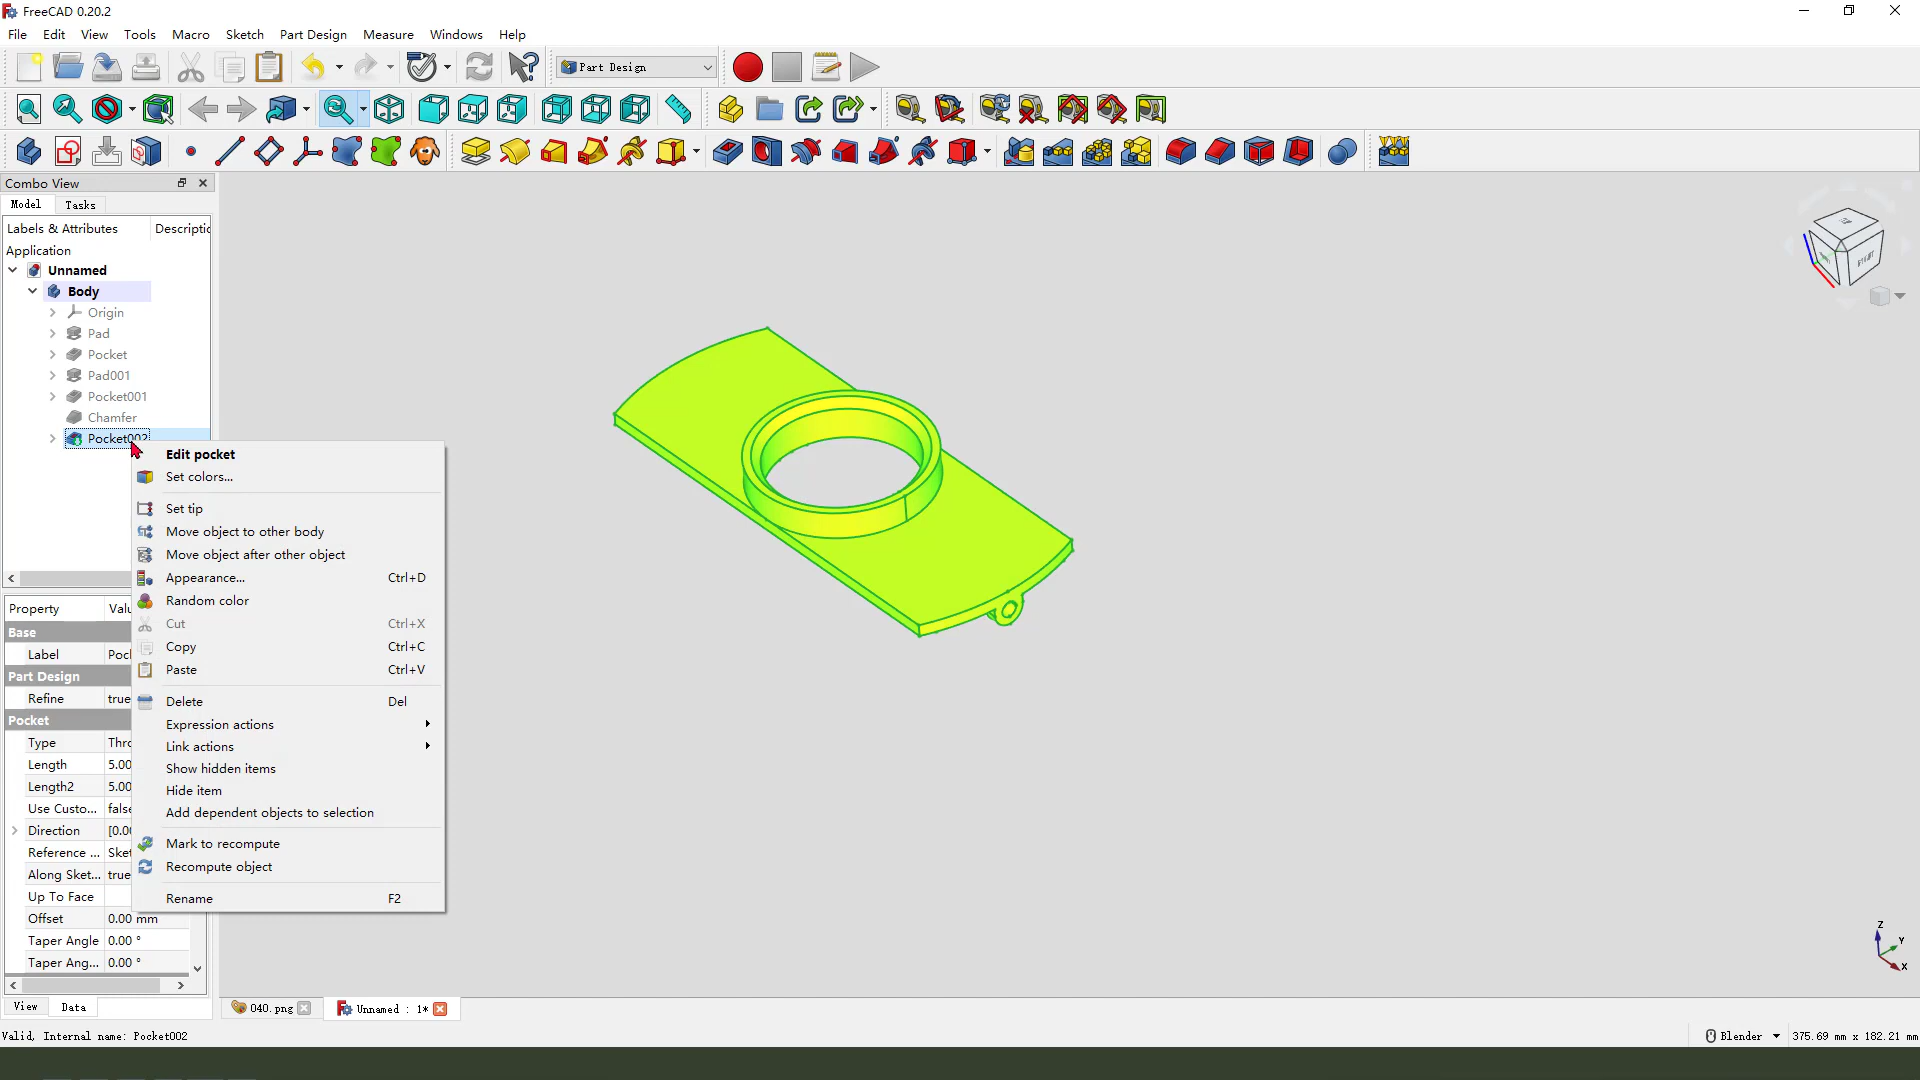 FreeCAD 0.20.2
File Edit View Tools Macro Sketch Part Design Measure Windows Help
Part Design
Combo View
Model Tasks
Labels & Attributes Descriptic
Application
Unnamed
Body
Origin
Pad
Pocket
Pad001
Pocket001
Chamfer
Pocket002
Edit pocket
Set colors...
Set tip
Move object to other body
Move object after other object
Appearance... Ctrl+D
Random color
Cut Ctrl+X
Copy Ctrl+C
Paste Ctrl+V
Delete Del
Expression actions
Link actions
Show hidden items
Hide item
Add dependent objects to selection
Mark to recompute
Recompute object
Rename F2
Property Valu
Base
Label Pocl
Part Design
Refine true
Pocket
Type Thro
Length 5.00
Length2 5.00
Use Custo... false
Direction [0.00
Reference ... Sket
Along Sket... true
Up To Face
Offset 0.00 mm
Taper Angle 0.00 °
Taper Ang... 0.00 °
View Data
040.png Unnamed : 1*
Z
Y
X
Valid, Internal name: Pocket002
Blender 375.69 mm x 182.21 mm